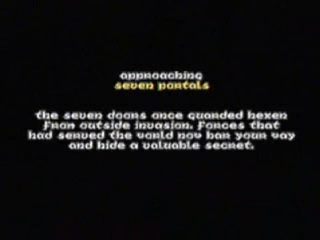 approaching
seven portals
the seven doors once guarded hexen
from outside invasion. forces that
had served the world now bar your way
and hide a valuable secret.